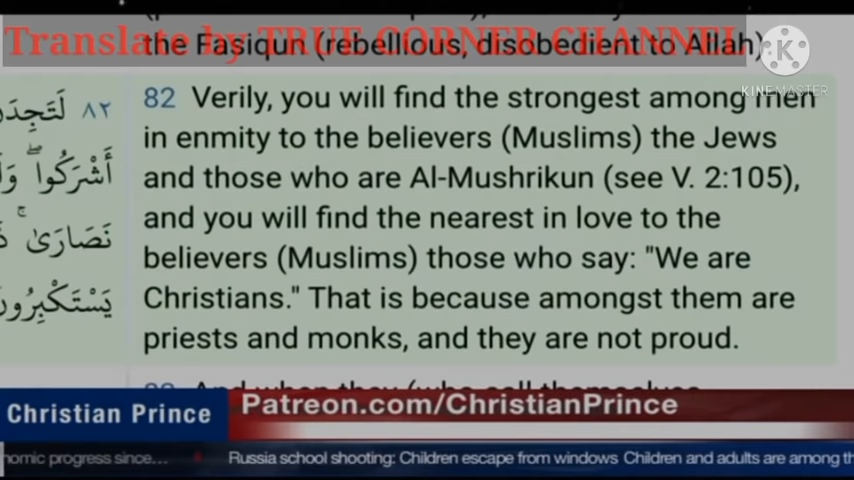 Translate by TRUE CORNER CHANNEL
the Fasiqun (rebellious, disobedient to Allah)
KINEMASTER
82 Verily, you will find the strongest among men
in enmity to the believers (Muslims) the Jews
and those who are Al-Mushrikun (see V. 2:105),
and you will find the nearest in love to the
believers (Muslims) those who say: "We are
Christians." That is because amongst them are
priests and monks, and they are not proud.
٨٢ لَتَجِدَ
أَشْرَكُوا۟ ۖ
نَصَارَىٰ ۚ
يَسْتَكْبِرُونَ
Christian Prince
Patreon.com/ChristianPrince
nomic progress since... Russia school shooting: Children escape from windows Children and adults are among th